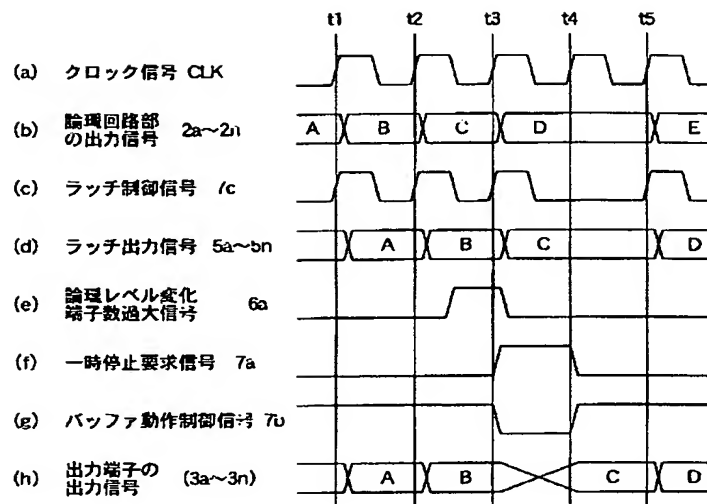 t1 t2 t3 t4 t5
(a) クロック信号 CLK
(b) 論理回路部の出力信号 2a〜2n A B C D E
(c) ラッチ制御信号 7c
(d) ラッチ出力信号 5a〜5n A B C D
(e) 論理レベル変化端子数過大信号 6a
(f) 一時停止要求信号 7a
(g) バッファ動作制御信号 7b
(h) 出力端子の出力信号 (3a〜3n) A B C D